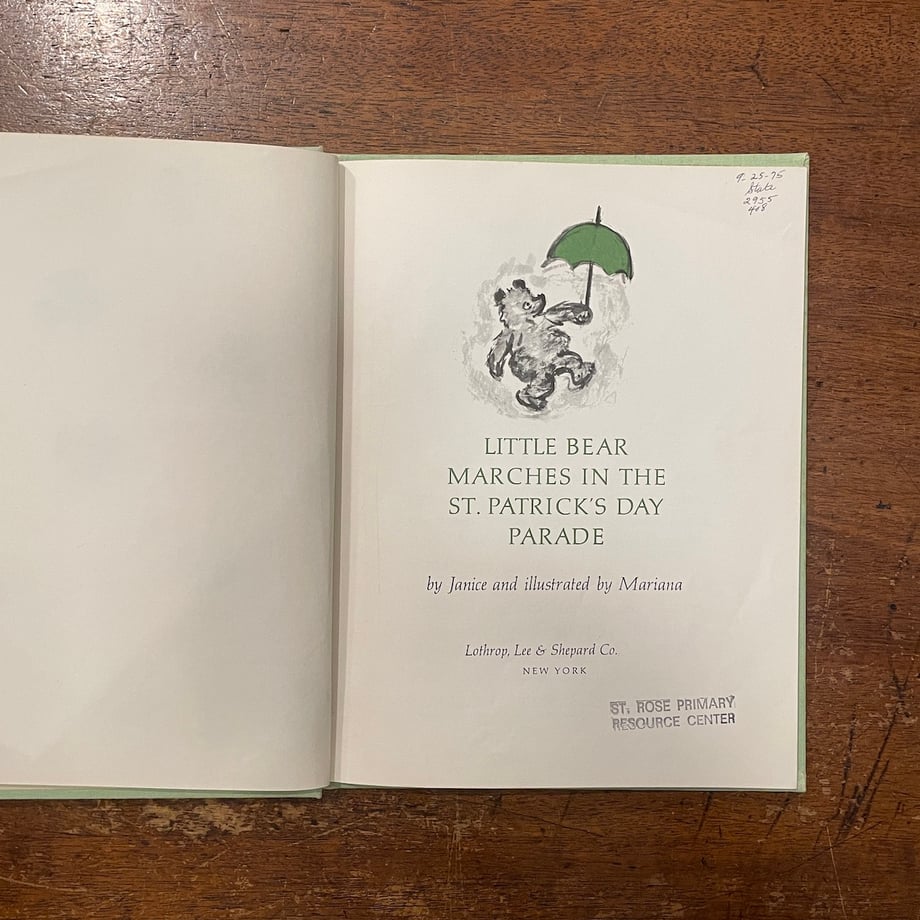 9-25-75
State
2955
408
LITTLE BEAR
MARCHES IN THE
ST. PATRICK'S DAY
PARADE
by Janice and illustrated by Mariana
Lothrop, Lee & Shepard Co.
NEW YORK
ST. ROSE PRIMARY
RESOURCE CENTER